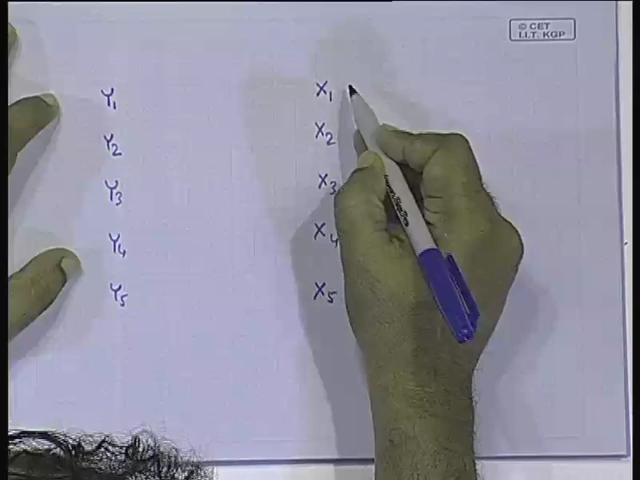 © CET
I.I.T. KGP
Y1 X1
Y2 X2
Y3 X3
Y4 X4
Y5 X5